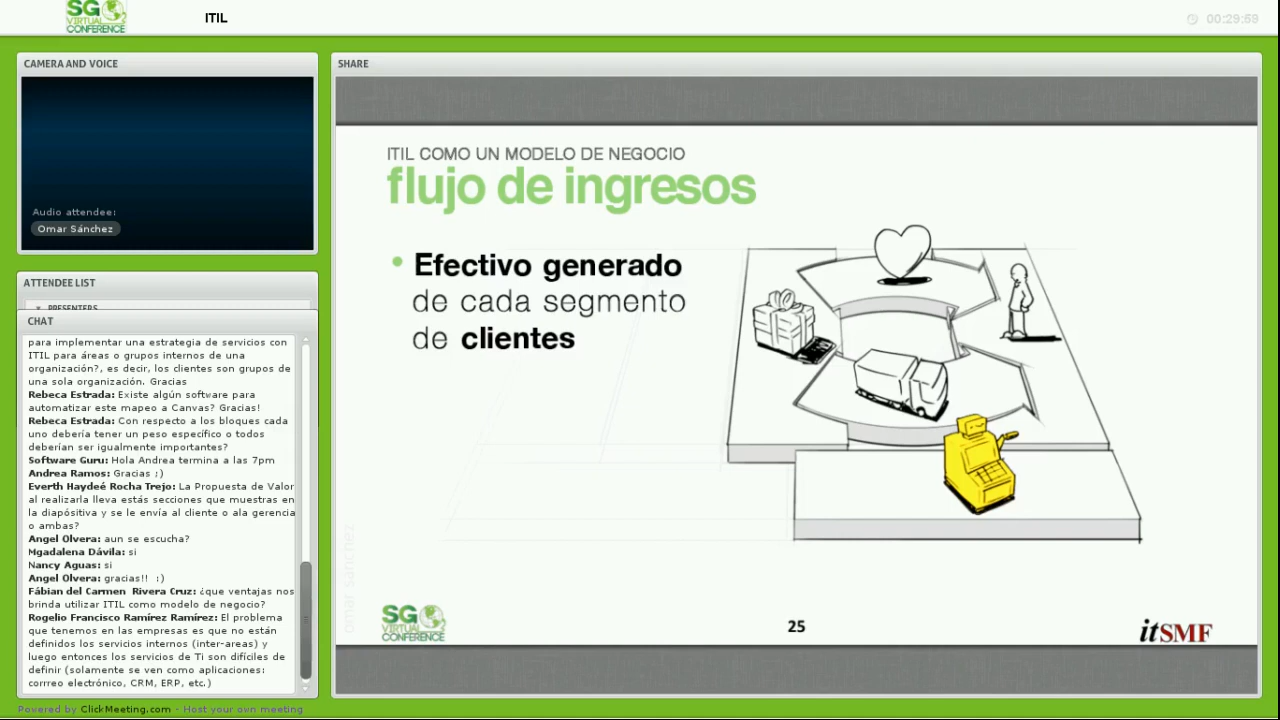 SG
VIRTUAL
CONFERENCE
ITIL
00:29:59
CAMERA AND VOICE
Audio attendee:
Omar Sánchez
ATTENDEE LIST
PRESENTERS
CHAT
para implementar una estrategia de servicios con
ITIL para áreas o grupos internos de una
organización?, es decir, los clientes son grupos de
una sola organización. Gracias
Rebeca Estrada: Existe algún software para
automatizar este mapeo a Canvas? Gracias!
Rebeca Estrada: Con respecto a los bloques cada
uno debería tener un peso específico o todos
deberían ser igualmente importantes?
Software Guru: Hola Andrea termina a las 7pm
Andrea Ramos: Gracias ;)
Everth Haydeé Rocha Trejo: La Propuesta de Valor
al realizarla lleva estás secciones que muestras en
la diapósitiva y se le envía al cliente o ala gerencia
o ambas?
Angel Olvera: aun se escucha?
Mgadalena Dávila: si
Nancy Aguas: si
Angel Olvera: gracias!! :)
Fábian del Carmen Rivera Cruz: ¿que ventajas nos
brinda utilizar ITIL como modelo de negocio?
Rogelio Francisco Ramírez Ramírez: El problema
que tenemos en las empresas es que no están
definidos los servicios internos (inter-areas) y
luego entonces los servicios de Ti son difíciles de
definir (solamente se ven como aplicaciones:
corrreo electrónico, CRM, ERP, etc.)
Powered by ClickMeeting.com - Host your own meeting
SHARE
ITIL COMO UN MODELO DE NEGOCIO
flujo de ingresos
• Efectivo generado
de cada segmento
de clientes
omar sánchez
SG
VIRTUAL
CONFERENCE
25
itSMF